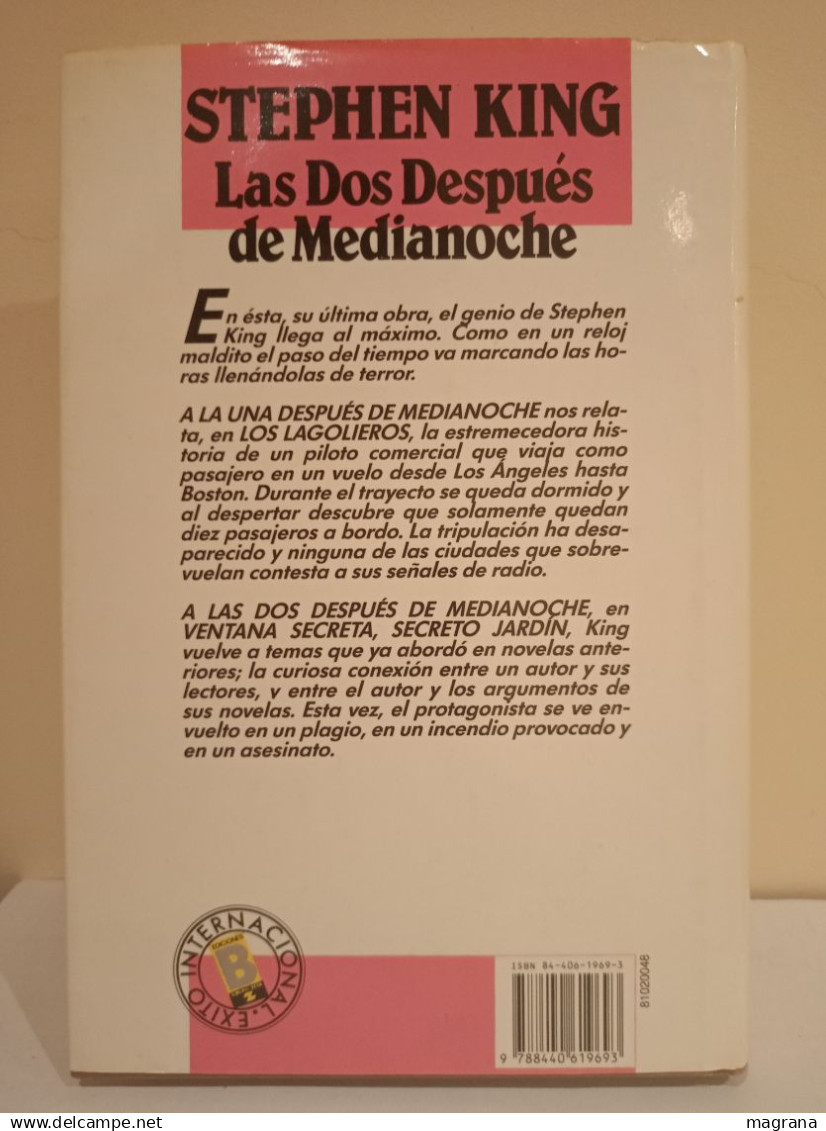 STEPHEN KING
Las Dos Después
de Medianoche
En ésta, su última obra, el genio de Stephen
King llega al máximo. Como en un reloj
maldito el paso del tiempo va marcando las ho-
ras llenándolas de terror.
A LA UNA DESPUÉS DE MEDIANOCHE nos rela-
ta, en LOS LAGOLIEROS, la estremecedora his-
toria de un piloto comercial que viaja como
pasajero en un vuelo desde Los Ángeles hasta
Boston. Durante el trayecto se queda dormido y
al despertar descubre que solamente quedan
diez pasajeros a bordo. La tripulación ha desa-
parecido y ninguna de las ciudades que sobre-
vuelan contesta a sus señales de radio.
A LAS DOS DESPUÉS DE MEDIANOCHE, en
VENTANA SECRETA, SECRETO JARDÍN, King
vuelve a temas que ya abordó en novelas ante-
riores; la curiosa conexión entre un autor y sus
lectores, y entre el autor y los argumentos de
sus novelas. Esta vez, el protagonista se ve en-
vuelto en un plagio, en un incendio provocado y
en un asesinato.
INTERNACIONAL. EXITO
EDICIONES
B
ISBN 84-406-1969-3
9 788440 619693
81020048
magrana